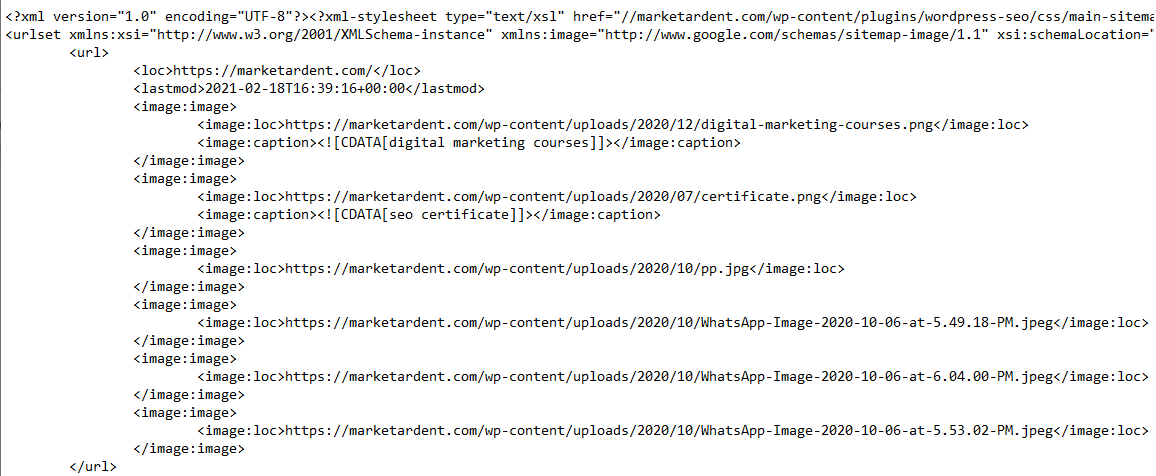 <?xml version="1.0" encoding="UTF-8"?><?xml-stylesheet type="text/xsl" href="//marketardent.com/wp-content/plugins/wordpress-seo/css/main-sitema
<urlset xmlns:xsi="http://www.w3.org/2001/XMLSchema-instance" xmlns:image="http://www.google.com/schemas/sitemap-image/1.1" xsi:schemaLocation="
<url>
<loc>https://marketardent.com/</loc>
<lastmod>2021-02-18T16:39:16+00:00</lastmod>
<image:image>
<image:loc>https://marketardent.com/wp-content/uploads/2020/12/digital-marketing-courses.png</image:loc>
<image:caption><![CDATA[digital marketing courses]]></image:caption>
</image:image>
<image:image>
<image:loc>https://marketardent.com/wp-content/uploads/2020/07/certificate.png</image:loc>
<image:caption><![CDATA[seo certificate]]></image:caption>
</image:image>
<image:image>
<image:loc>https://marketardent.com/wp-content/uploads/2020/10/pp.jpg</image:loc>
</image:image>
<image:image>
<image:loc>https://marketardent.com/wp-content/uploads/2020/10/WhatsApp-Image-2020-10-06-at-5.49.18-PM.jpeg</image:loc>
</image:image>
<image:image>
<image:loc>https://marketardent.com/wp-content/uploads/2020/10/WhatsApp-Image-2020-10-06-at-6.04.00-PM.jpeg</image:loc>
</image:image>
<image:image>
<image:loc>https://marketardent.com/wp-content/uploads/2020/10/WhatsApp-Image-2020-10-06-at-5.53.02-PM.jpeg</image:loc>
</image:image>
</url>